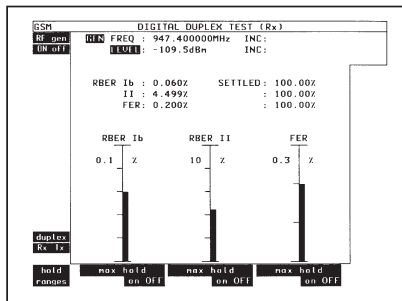 GSM DIGITAL DUPLEX TEST (Rx)
RF gen GEN FREQ : 947.400000MHz INC:
ON off LEVEL: -109.5dBm INC:
RBER Ib : 0.060% SETTLED: 100.00%
II : 4.499% : 100.00%
FER: 0.200% : 100.00%
RBER Ib RBER II FER
0.1 % 10 % 0.3 %
duplex
Rx Tx
hold max hold max hold max hold
ranges on OFF on OFF on OFF